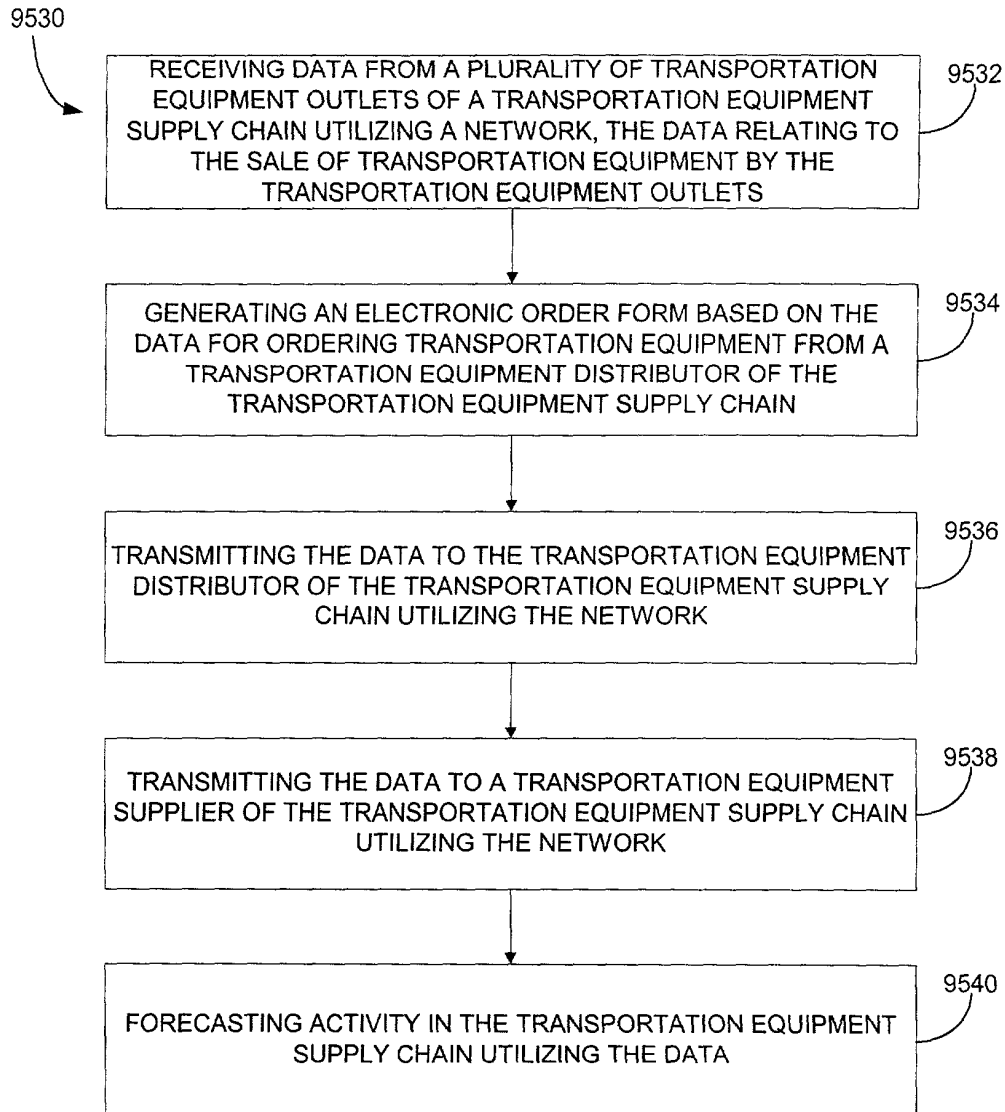 9530
RECEIVING DATA FROM A PLURALITY OF TRANSPORTATION
EQUIPMENT OUTLETS OF A TRANSPORTATION EQUIPMENT
SUPPLY CHAIN UTILIZING A NETWORK, THE DATA RELATING TO
THE SALE OF TRANSPORTATION EQUIPMENT BY THE
TRANSPORTATION EQUIPMENT OUTLETS
9532
GENERATING AN ELECTRONIC ORDER FORM BASED ON THE
DATA FOR ORDERING TRANSPORTATION EQUIPMENT FROM A
TRANSPORTATION EQUIPMENT DISTRIBUTOR OF THE
TRANSPORTATION EQUIPMENT SUPPLY CHAIN
9534
TRANSMITTING THE DATA TO THE TRANSPORTATION EQUIPMENT
DISTRIBUTOR OF THE TRANSPORTATION EQUIPMENT SUPPLY
CHAIN UTILIZING THE NETWORK
9536
TRANSMITTING THE DATA TO A TRANSPORTATION EQUIPMENT
SUPPLIER OF THE TRANSPORTATION EQUIPMENT SUPPLY CHAIN
UTILIZING THE NETWORK
9538
FORECASTING ACTIVITY IN THE TRANSPORTATION EQUIPMENT
SUPPLY CHAIN UTILIZING THE DATA
9540